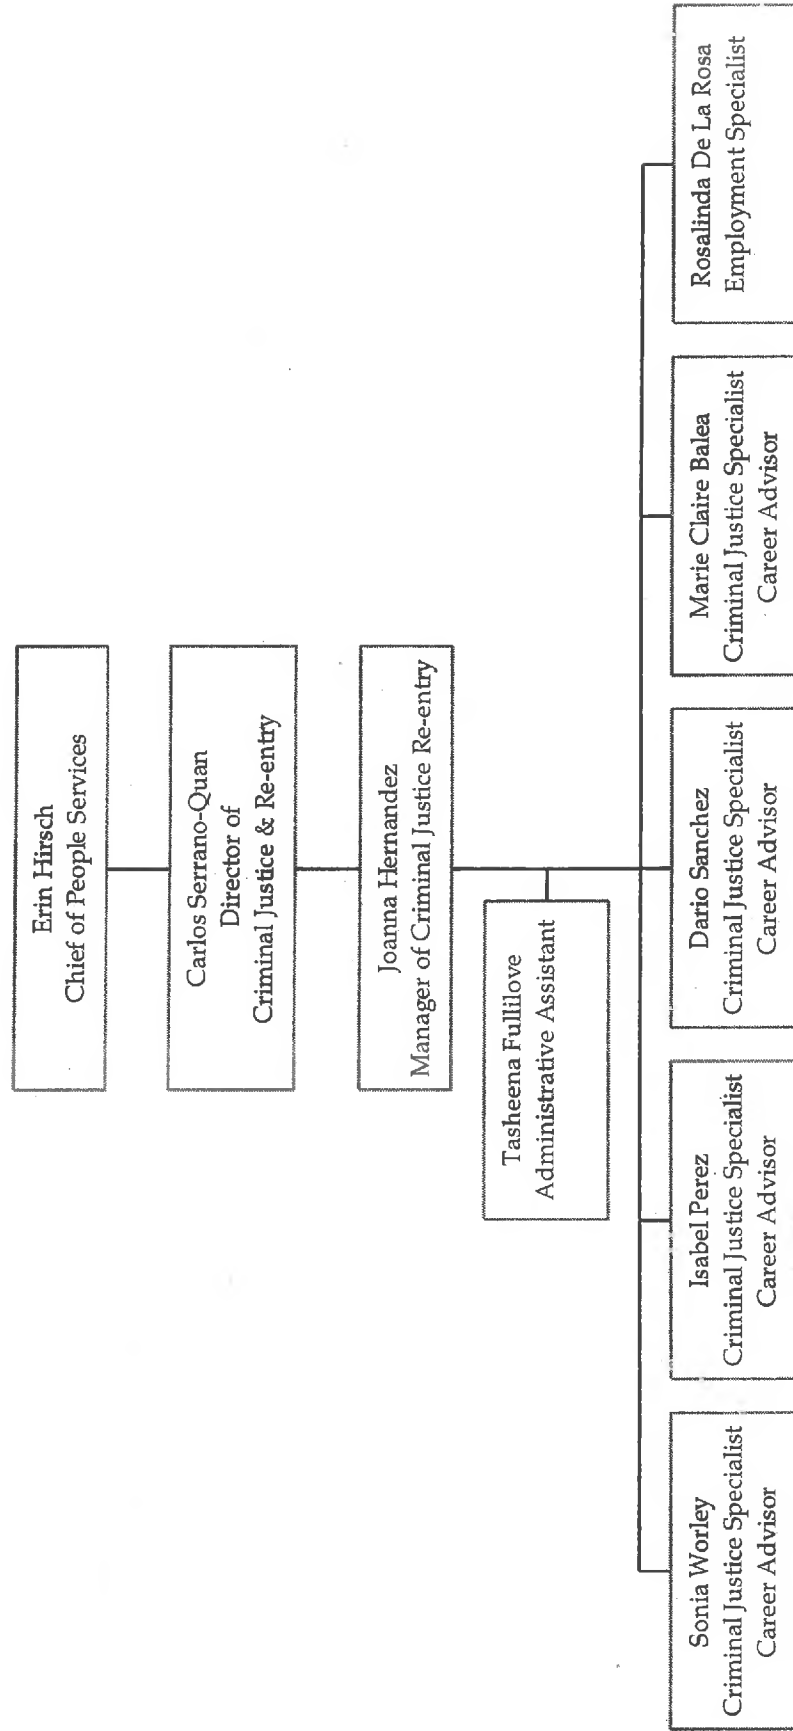 Erin Hirsch
Chief of People Services
Carlos Serrano-Quan
Director of
Criminal Justice & Re-entry
Joanna Hernandez
Manager of Criminal Justice Re-entry
Tasheena Fullilove
Administrative Assistant
Sonia Worley
Criminal Justice Specialist
Career Advisor
Isabel Perez
Criminal Justice Specialist
Career Advisor
Dario Sanchez
Criminal Justice Specialist
Career Advisor
Marie Claire Balea
Criminal Justice Specialist
Career Advisor
Rosalinda De La Rosa
Employment Specialist